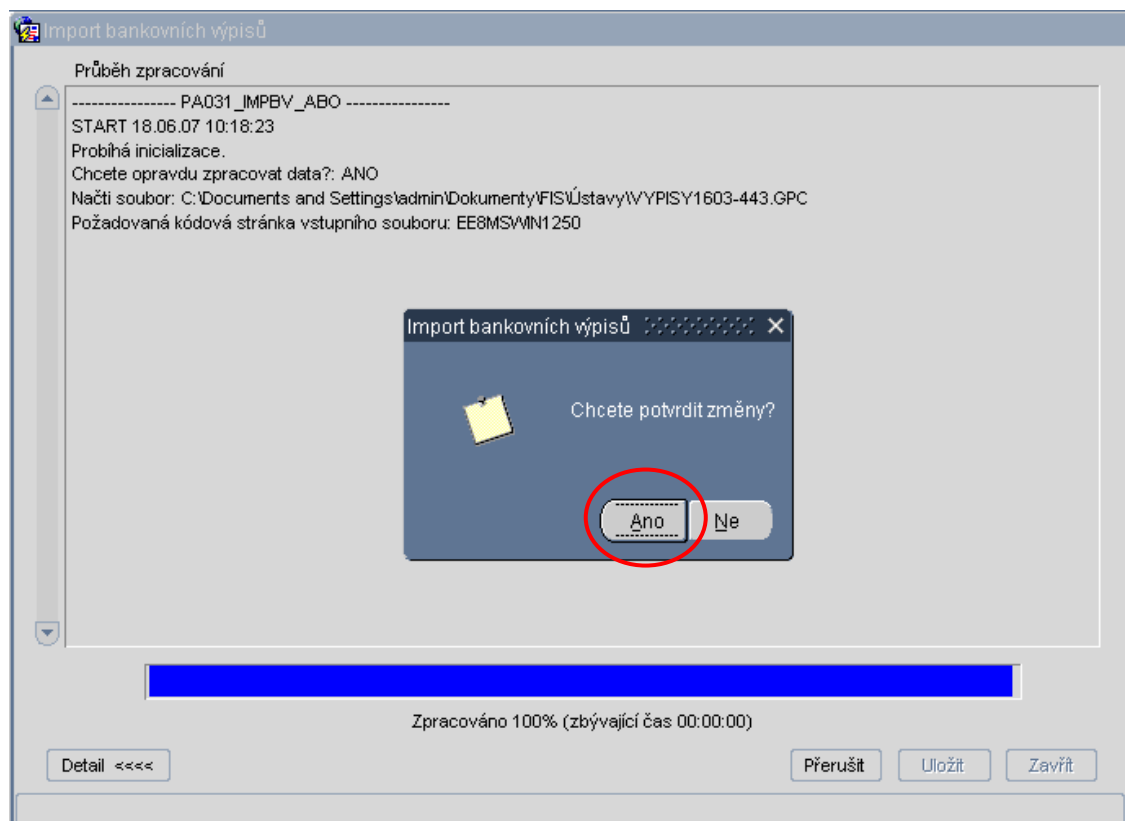 Import bankovních výpisů
Průběh zpracování
---------------- PA031_IMPBV_ABO ----------------
START 18.06.07 10:18:23
Probíhá inicializace.
Chcete opravdu zpracovat data?: ANO
Načti soubor: C:\Documents and Settings\admin\Dokumenty\FIS\Ústavy\VYPISY1603-443.GPC
Požadovaná kódová stránka vstupního souboru: EE8MSWIN1250
Import bankovních výpisů
Chcete potvrdit změny?
Ano Ne
Zpracováno 100% (zbývající čas 00:00:00)
Detail <<<< Přerušit Uložit Zavřít